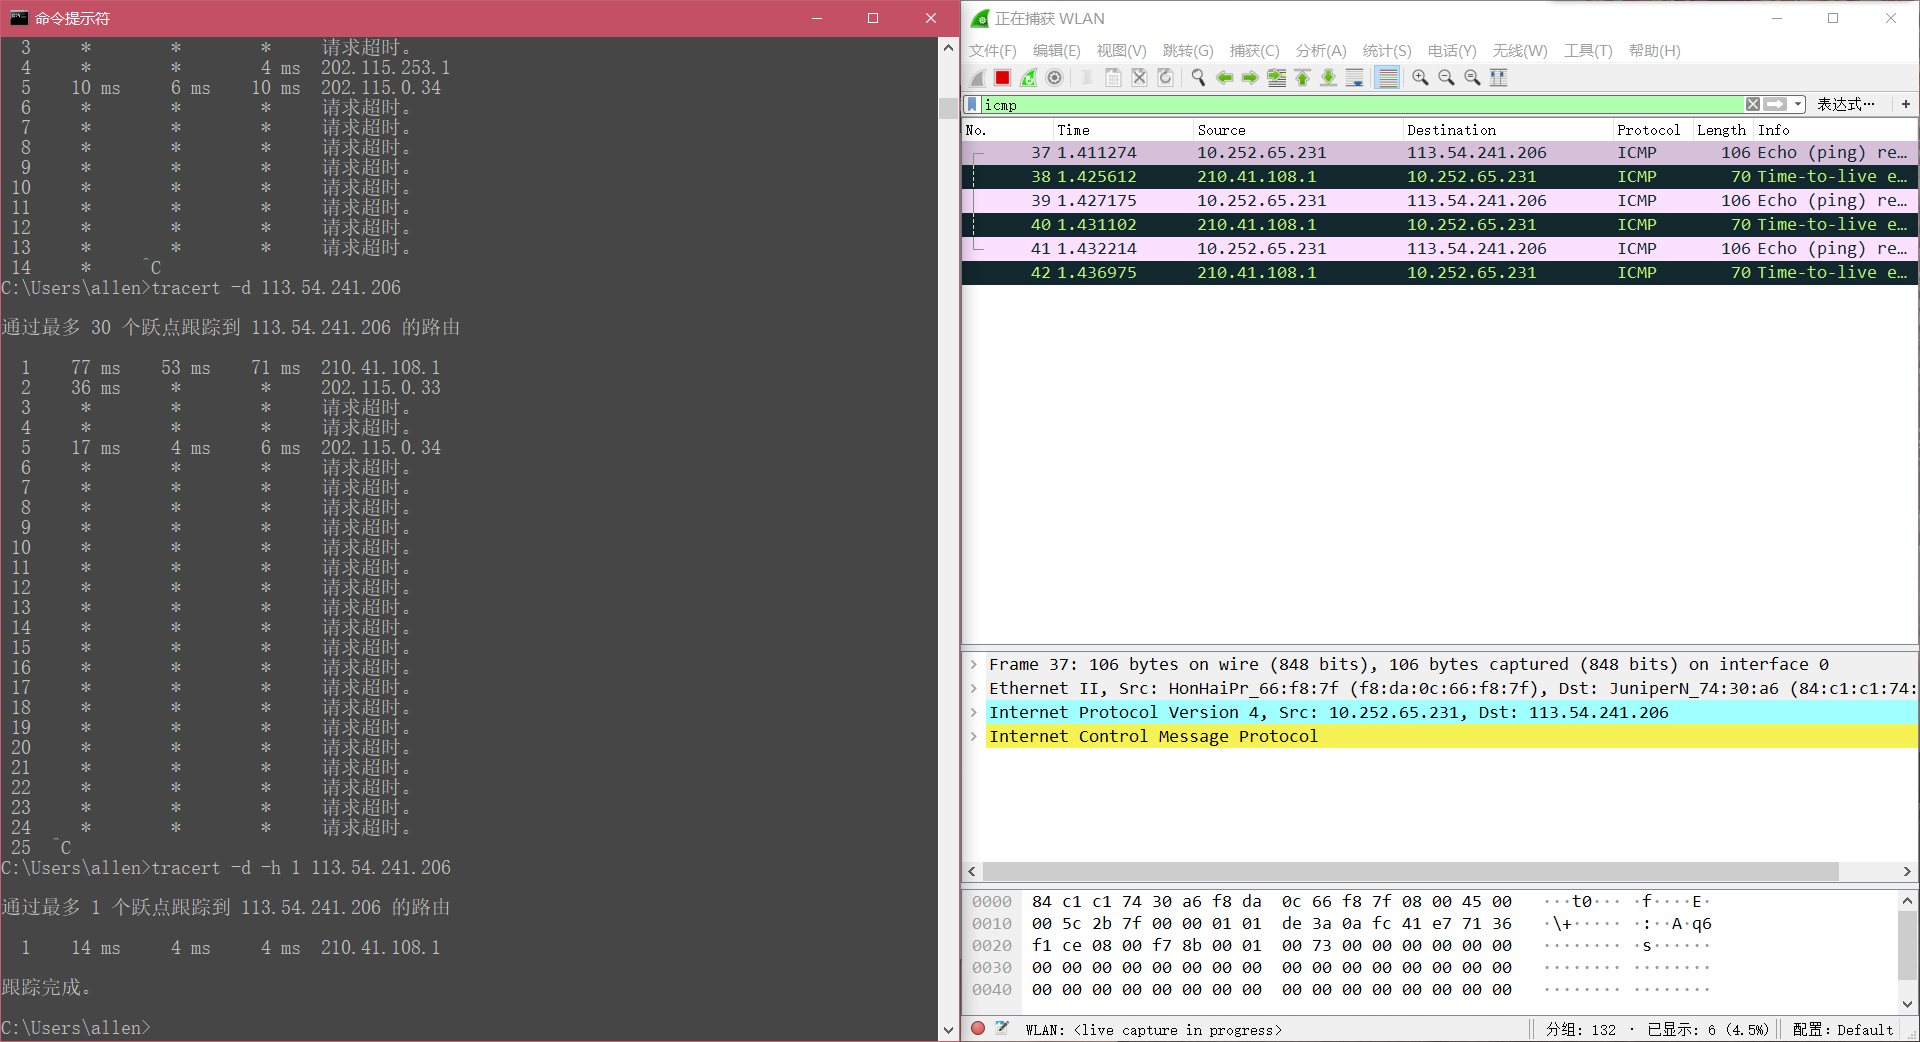 命令提示符
3 * * * 请求超时。
4 * * 4 ms 202.115.253.1
5 10 ms 6 ms 10 ms 202.115.0.34
6 * * * 请求超时。
7 * * * 请求超时。
8 * * * 请求超时。
9 * * * 请求超时。
10 * * * 请求超时。
11 * * * 请求超时。
12 * * * 请求超时。
13 * * * 请求超时。
14 * ^C
C:\Users\allen>tracert -d 113.54.241.206
通过最多 30 个跃点跟踪到 113.54.241.206 的路由
1 77 ms 53 ms 71 ms 210.41.108.1
2 36 ms * * 202.115.0.33
3 * * * 请求超时。
4 * * * 请求超时。
5 17 ms 4 ms 6 ms 202.115.0.34
6 * * * 请求超时。
7 * * * 请求超时。
8 * * * 请求超时。
9 * * * 请求超时。
10 * * * 请求超时。
11 * * * 请求超时。
12 * * * 请求超时。
13 * * * 请求超时。
14 * * * 请求超时。
15 * * * 请求超时。
16 * * * 请求超时。
17 * * * 请求超时。
18 * * * 请求超时。
19 * * * 请求超时。
20 * * * 请求超时。
21 * * * 请求超时。
22 * * * 请求超时。
23 * * * 请求超时。
24 * * * 请求超时。
25 ^C
C:\Users\allen>tracert -d -h 1 113.54.241.206
通过最多 1 个跃点跟踪到 113.54.241.206 的路由
1 14 ms 4 ms 4 ms 210.41.108.1
跟踪完成。
C:\Users\allen>
正在捕获 WLAN
文件(F) 编辑(E) 视图(V) 跳转(G) 捕获(C) 分析(A) 统计(S) 电话(Y) 无线(W) 工具(T) 帮助(H)
icmp 表达式… +
No. Time Source Destination Protocol Length Info
37 1.411274 10.252.65.231 113.54.241.206 ICMP 106 Echo (ping) re…
38 1.425612 210.41.108.1 10.252.65.231 ICMP 70 Time-to-live e…
39 1.427175 10.252.65.231 113.54.241.206 ICMP 106 Echo (ping) re…
40 1.431102 210.41.108.1 10.252.65.231 ICMP 70 Time-to-live e…
41 1.432214 10.252.65.231 113.54.241.206 ICMP 106 Echo (ping) re…
42 1.436975 210.41.108.1 10.252.65.231 ICMP 70 Time-to-live e…
Frame 37: 106 bytes on wire (848 bits), 106 bytes captured (848 bits) on interface 0
Ethernet II, Src: HonHaiPr_66:f8:7f (f8:da:0c:66:f8:7f), Dst: JuniperN_74:30:a6 (84:c1:c1:74:
Internet Protocol Version 4, Src: 10.252.65.231, Dst: 113.54.241.206
Internet Control Message Protocol
0000 84 c1 c1 74 30 a6 f8 da 0c 66 f8 7f 08 00 45 00 ···t0··· ·f····E·
0010 00 5c 2b 7f 00 00 01 01 de 3a 0a fc 41 e7 71 36 ·\+····· ·:··A·q6
0020 f1 ce 08 00 f7 8b 00 01 00 73 00 00 00 00 00 00 ········ ·s······
0030 00 00 00 00 00 00 00 00 00 00 00 00 00 00 00 00 ········ ········
0040 00 00 00 00 00 00 00 00 00 00 00 00 00 00 00 00 ········ ········
WLAN: <live capture in progress> 分组: 132 · 已显示: 6 (4.5%) 配置: Default